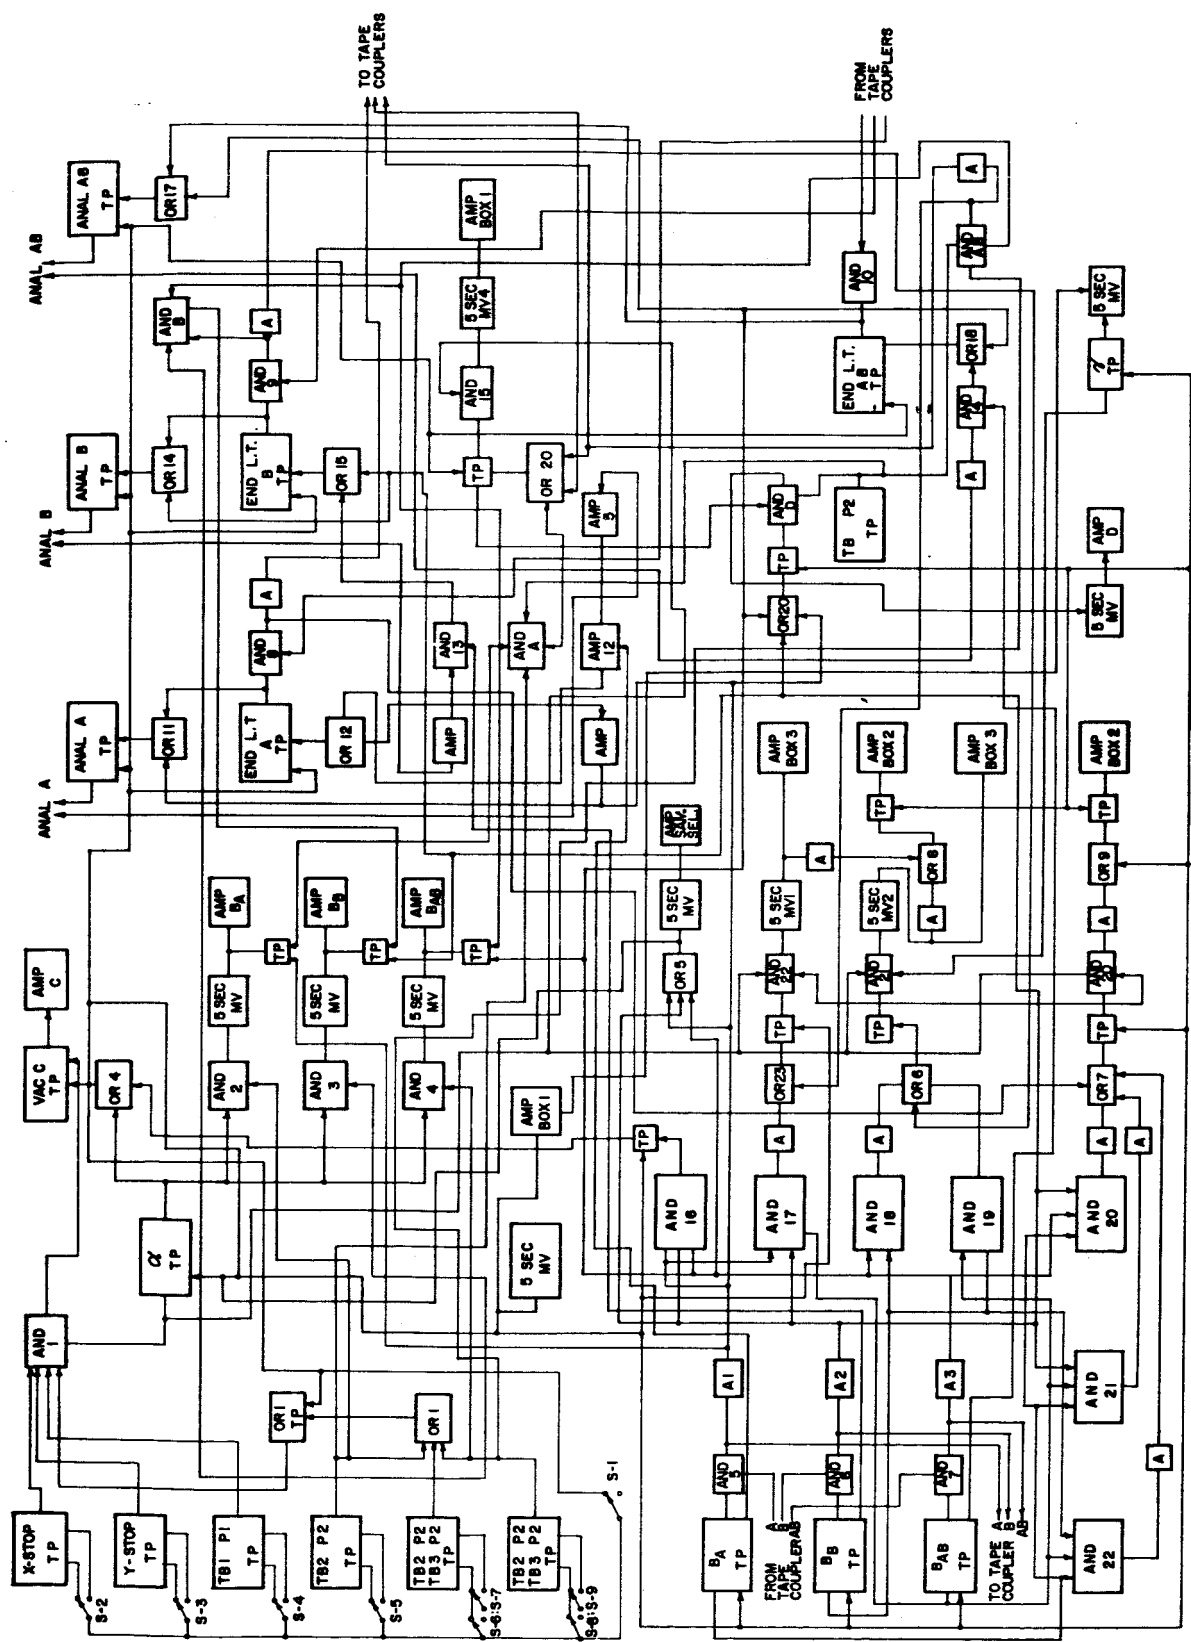 X-STOP
TP
S-2
AND
1
VAC C
TP
AMP
C
ANAL A
ANAL B
ANAL AB
Y-STOP
TP
S-3
α
TP
OR 4
ANAL A
TP
ANAL B
TP
ANAL AB
TP
OR 11
OR 14
AND
B
OR 17
TB1 P1
TP
S-4
OR 1
TP
AND
2
5 SEC
MV
AMP
BA
TP
END L.T
A
TP
AND
8
A
END L.T.
B
TP
AND
9
A
TB2 P2
TP
S-5
AND
3
5 SEC
MV
AMP
BB
TP
OR 12
OR 15
TO TAPE
COUPLERS
TB2 P2
TB3 P2
TP
S-6
S-7
OR 1
AND
4
5 SEC
MV
AMP
BAB
TP
AMP
AND
13
AND
15
5 SEC
MV4
AMP
BOX 1
TP
TB2 P2
TB3 P2
TP
S-9
5 SEC
MV
AMP
BOX 1
AND
A
OR 20
S-1
AMP
AMP
12
AMP
5
TP
AND
16
OR 5
5 SEC
MV
AMP
SEL.
BA
TP
AND
5
A1
AND
17
A
OR23
TP
AND
22
5 SEC
MV1
AMP
BOX 3
A
OR20
TP
AND
D
FROM
TAPE
COUPLER
A
B
AB
BB
TP
AND
6
A2
AND
18
A
TP
AND
21
5 SEC
MV2
OR 8
TP
AMP
BOX 2
TB P2
TP
END L.T.
AB
TP
AND
10
FROM
TAPE
COUPLERS
OR 6
A
BAB
TP
AND
7
A3
AND
19
AMP
BOX 3
A
AND
14
OR18
AND
AB
A
TO TAPE
COUPLER
A
B
AB
AND
22
AND
21
AND
20
A
OR 7
TP
AND
20
A
OR 9
TP
AMP
BOX 2
5 SEC
MV
AMP
D
TP
5 SEC
MV
A
A